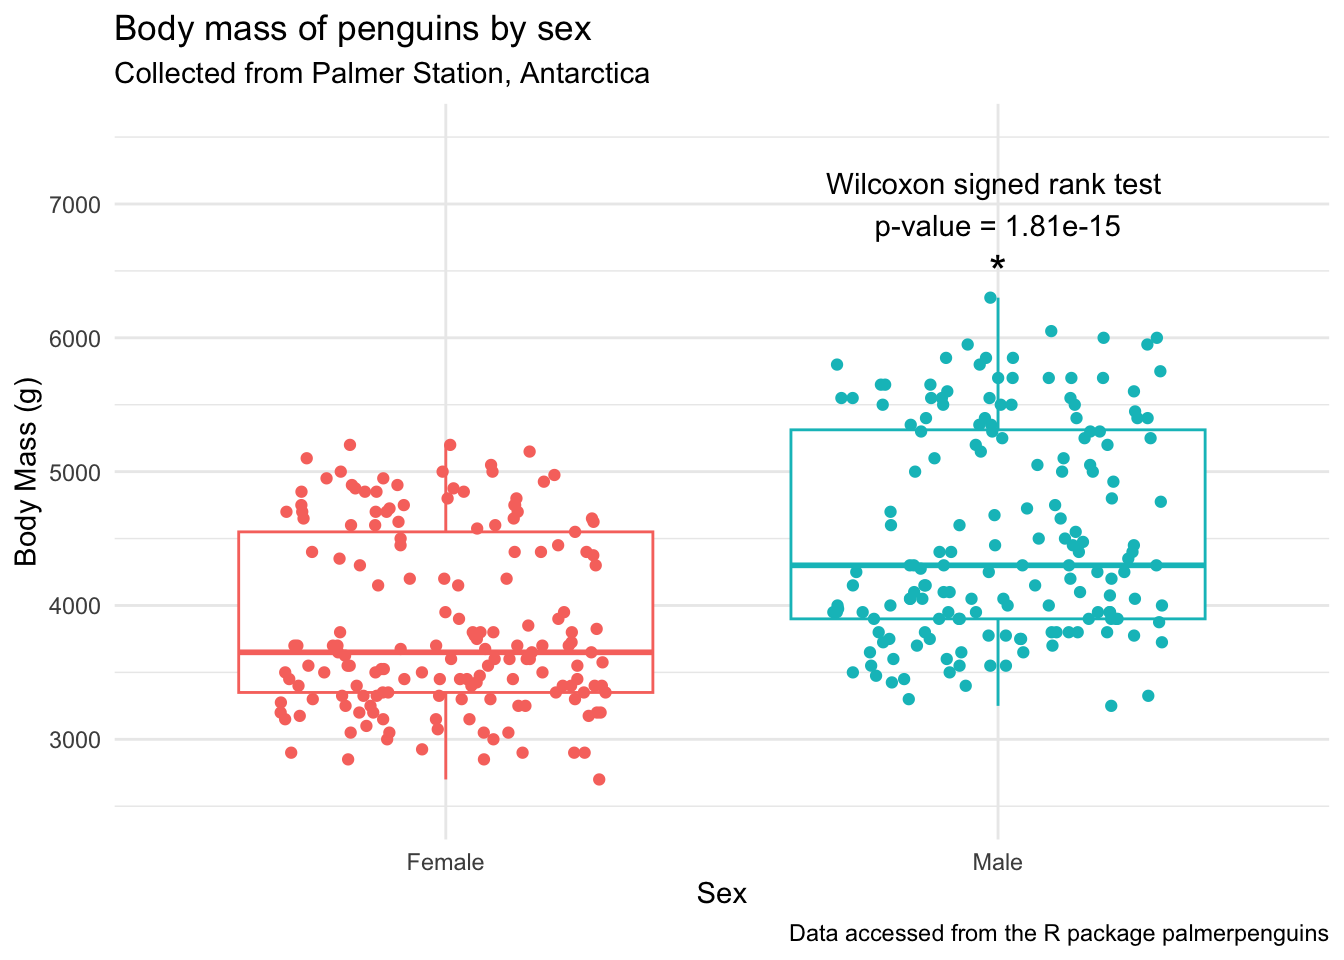 Body mass of penguins by sex
Collected from Palmer Station, Antarctica
Wilcoxon signed rank test
p-value = 1.81e-15
*
7000
6000
5000
4000
3000
Body Mass (g)
Female
Male
Sex
Data accessed from the R package palmerpenguins